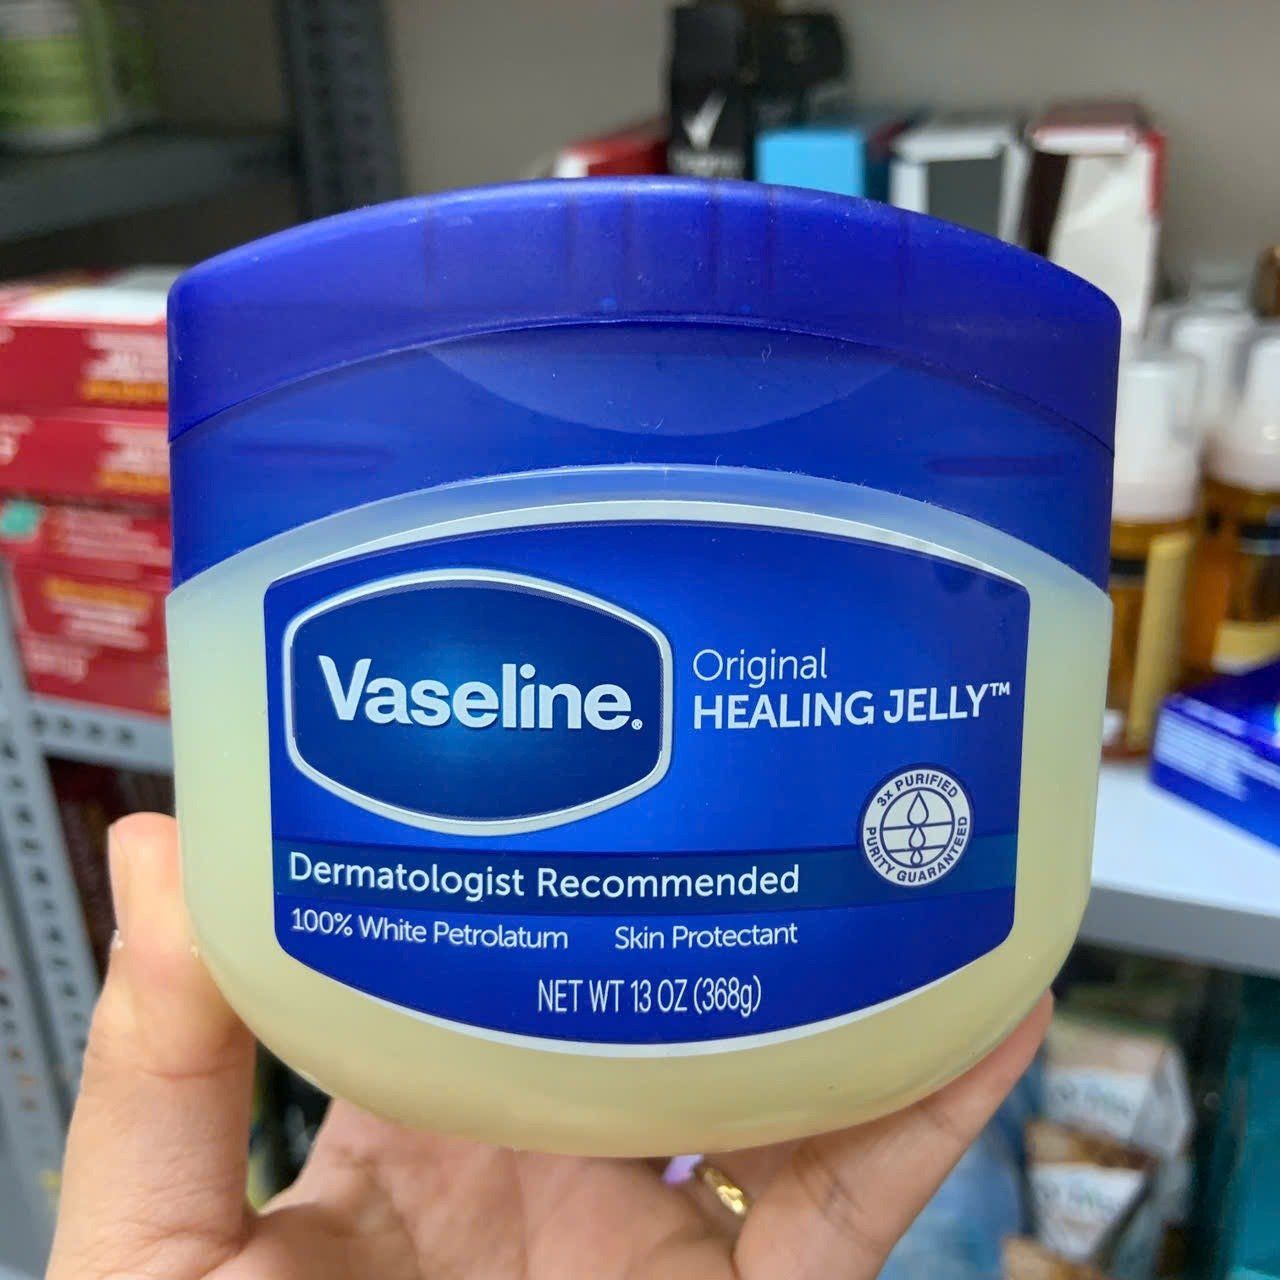 Vaseline®
Original
HEALING JELLY™
3x PURIFIED
PURITY GUARANTEED
Dermatologist Recommended
100% White Petrolatum Skin Protectant
NET WT 13 OZ (368g)